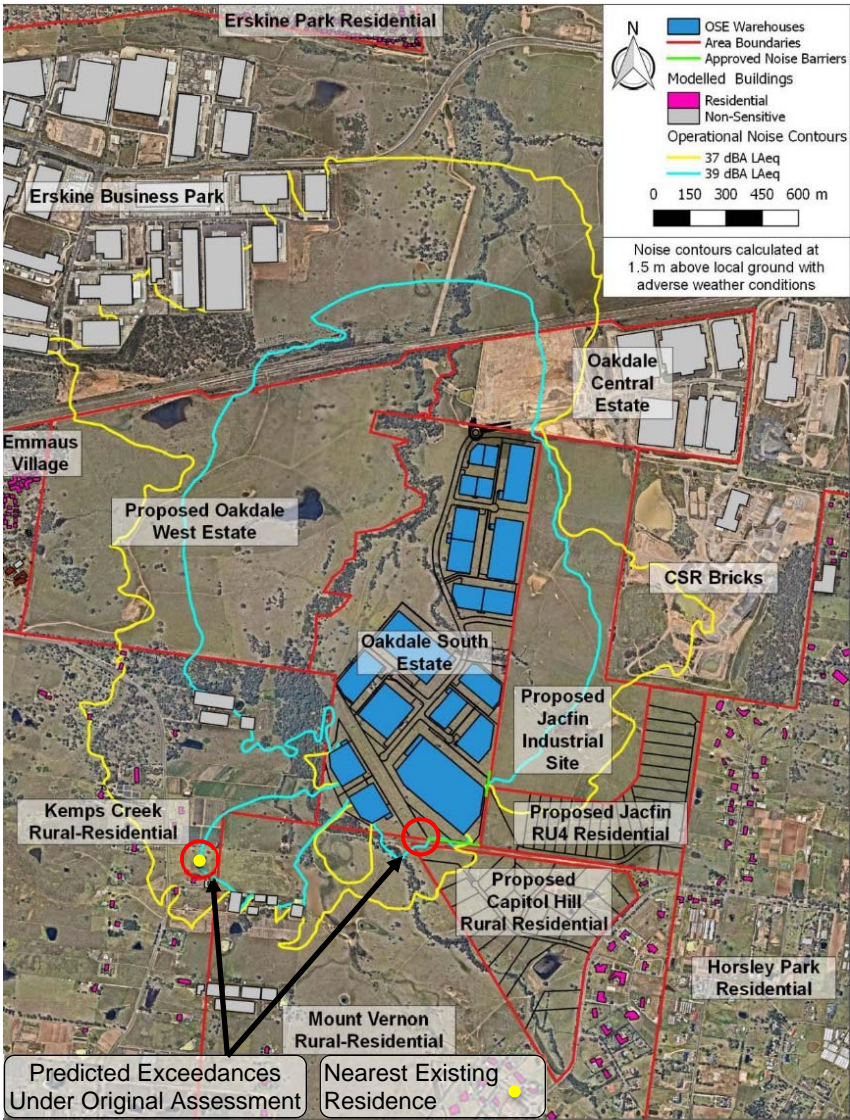 Erskine Park Residential
N
OSE Warehouses
Area Boundaries
Approved Noise Barriers
Modelled Buildings
Residential
Non-Sensitive
Operational Noise Contours
37 dBA LAeq
39 dBA LAeq
0 150 300 450 600 m
Noise contours calculated at
1.5 m above local ground with
adverse weather conditions
Erskine Business Park
Oakdale
Central
Estate
Emmaus
Village
Proposed Oakdale
West Estate
CSR Bricks
Oakdale South
Estate
Proposed
Jacfin
Industrial
Site
Kemps Creek
Rural-Residential
Proposed Jacfin
RU4 Residential
Proposed
Capitol Hill
Rural Residential
Horsley Park
Residential
Mount Vernon
Rural-Residential
Predicted Exceedances
Under Original Assessment
Nearest Existing
Residence